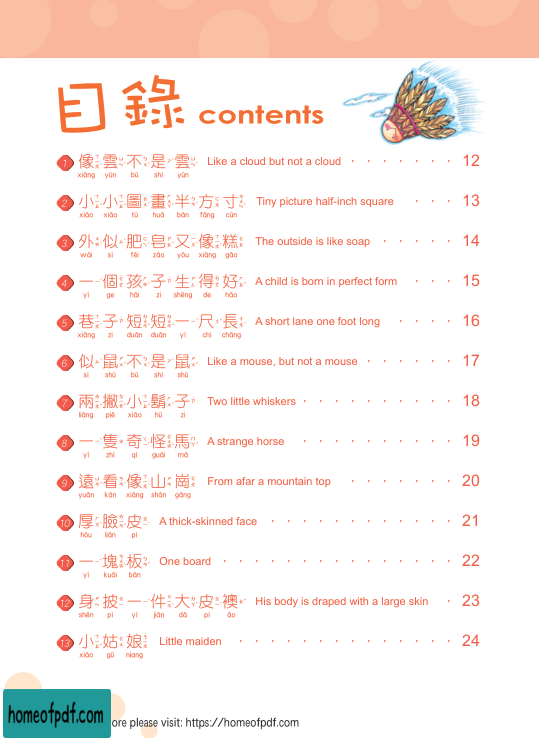 目錄 contents
1 像雲不是雲 Like a cloud but not a cloud · · · · · · · 12
xiàng yún bú shì yún
2 小小圖畫半方寸 Tiny picture half-inch square · · · · 13
xiǎo xiǎo tú huà bàn fāng cùn
3 外似肥皂又像糕 The outside is like soap · · · · · 14
wài sì féi zào yòu xiàng gāo
4 一個孩子生得好 A child is born in perfect form · · · 15
yí ge hái zi shēng de hǎo
5 巷子短短一尺長 A short lane one foot long · · · · 16
xiàng zi duǎn duǎn yì chǐ cháng
6 似鼠不是鼠 Like a mouse, but not a mouse · · · · · · 17
sì shǔ bú shì shǔ
7 兩撇小鬍子 Two little whiskers · · · · · · · · · · 18
liǎng piě xiǎo hú zi
8 一隻奇怪馬 A strange horse · · · · · · · · · · 19
yì zhī qí guài mǎ
9 遠看像山崗 From afar a mountain top · · · · · · · · 20
yuǎn kàn xiàng shān gāng
10 厚臉皮 A thick-skinned face · · · · · · · · · · · · 21
hòu liǎn pí
11 一塊板 One board · · · · · · · · · · · · · · · 22
yí kuài bǎn
12 身披一件大皮襖 His body is draped with a large skin · 23
shēn pī yí jiàn dà pí ǎo
13 小姑娘 Little maiden · · · · · · · · · · · · · · 24
xiǎo gū niang
homeofpdf.com ore please visit: https://homeofpdf.com